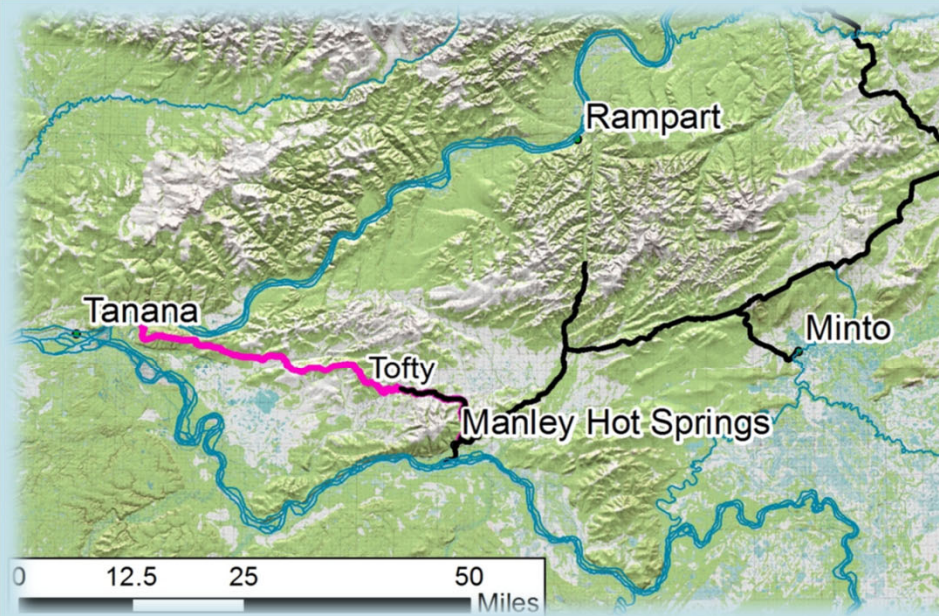 Rampart
Tanana
Minto
Tofty
Manley Hot Springs
0 12.5 25 50
Miles